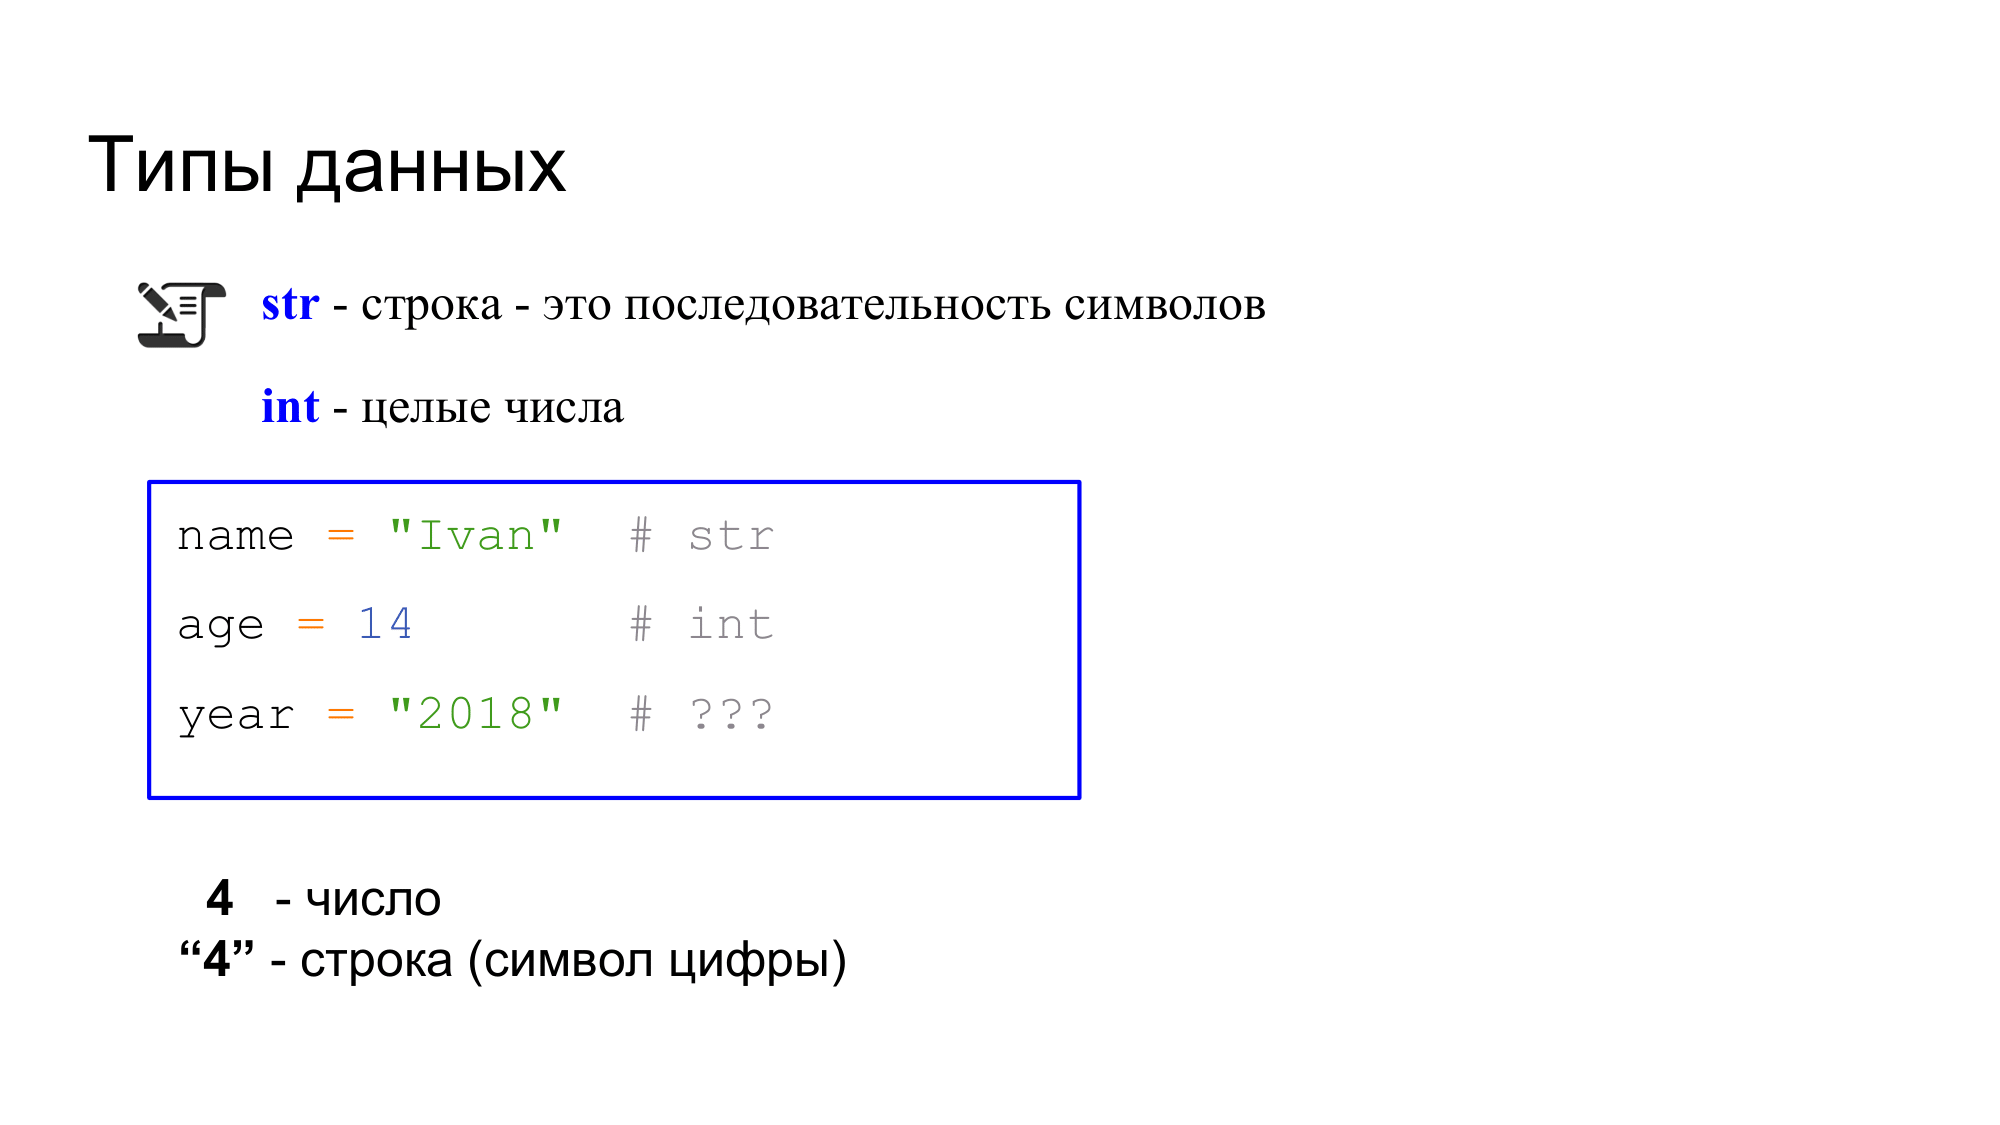 Типы данных
str - строка - это последовательность символов
int - целые числа
name = "Ivan"  # str
age = 14       # int
year = "2018"  # ???
4 - число
“4” - строка (символ цифры)